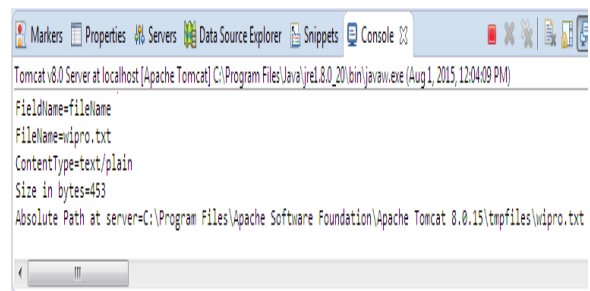 Markers Properties Servers Data Source Explorer Snippets Console
Tomcat v8.0 Server at localhost [Apache Tomcat] C:\Program Files\Java\jre1.8.0_20\bin\javaw.exe (Aug 1, 2015, 12:04:09 PM)
FieldName=fileName
FileName=wipro.txt
ContentType=text/plain
Size in bytes=453
Absolute Path at server=C:\Program Files\Apache Software Foundation\Apache Tomcat 8.0.15\tmpfiles\wipro.txt